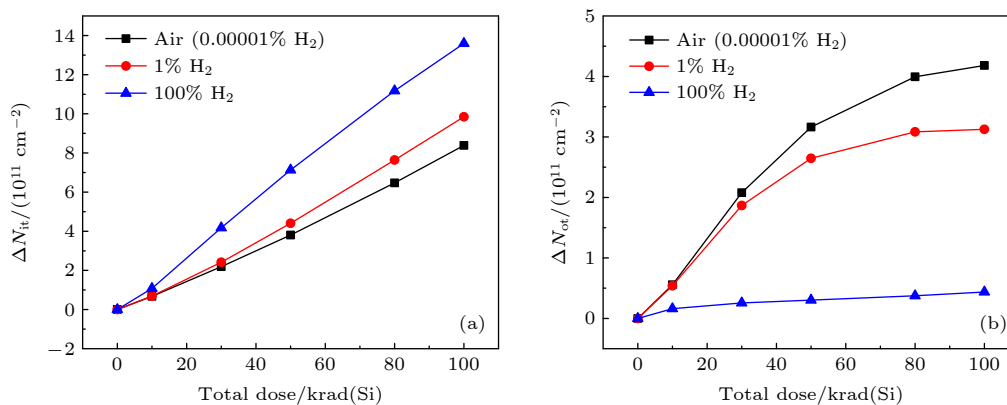 14
12
10
8
6
4
2
0
−2
ΔN_it/(10^11 cm^−2)
Air (0.00001% H₂)
1% H₂
100% H₂
(a)
0 20 40 60 80 100
Total dose/krad(Si)
5
4
3
2
1
0
ΔN_ot/(10^11 cm^−2)
Air (0.00001% H₂)
1% H₂
100% H₂
(b)
0 20 40 60 80 100
Total dose/krad(Si)